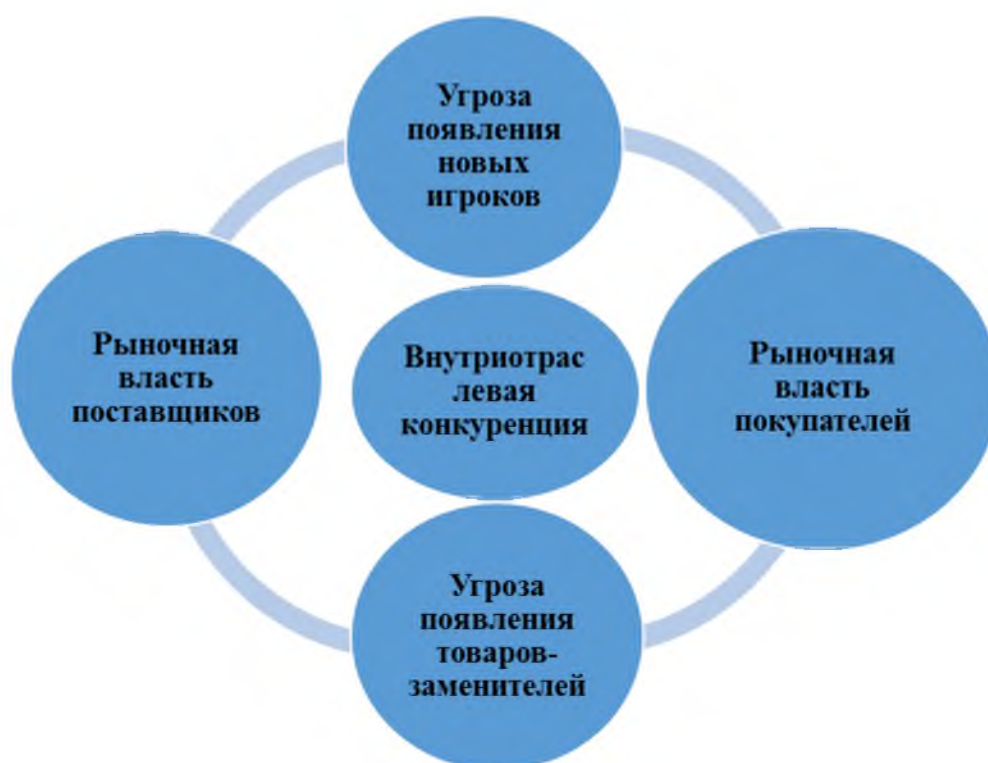 Угроза
появления
новых
игроков
Рыночная
власть
поставщиков
Внутриотрас
левая
конкуренция
Рыночная
власть
покупателей
Угроза
появления
товаров-
заменителей